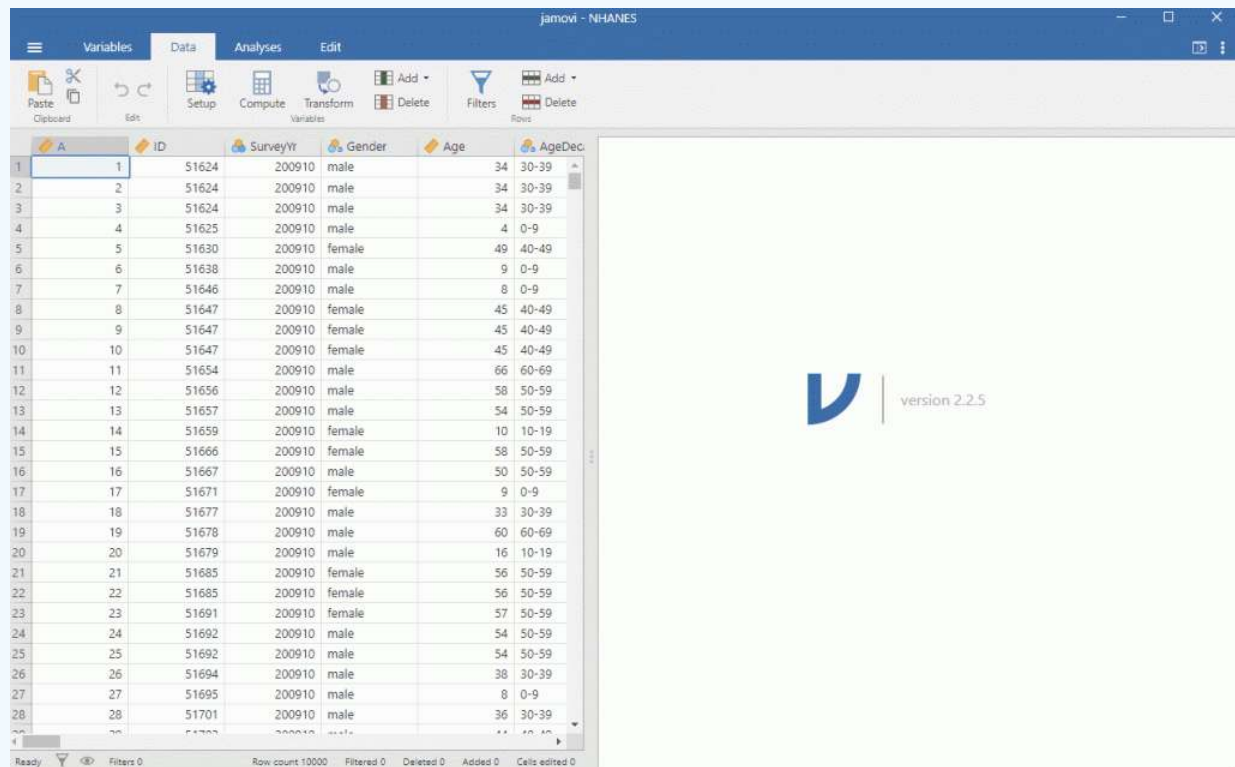 jamovi - NHANES
Variables Data Analyses Edit
Paste Setup Compute Transform Add Delete Filters Add Delete
Clipboard Edit Variables Rows
A ID SurveyYr Gender Age AgeDec
1 1 51624 200910 male 34 30-39
2 2 51624 200910 male 34 30-39
3 3 51624 200910 male 34 30-39
4 4 51625 200910 male 4 0-9
5 5 51630 200910 female 49 40-49
6 6 51638 200910 male 9 0-9
7 7 51646 200910 male 8 0-9
8 8 51647 200910 female 45 40-49
9 9 51647 200910 female 45 40-49
10 10 51647 200910 female 45 40-49
11 11 51654 200910 male 66 60-69
12 12 51656 200910 male 58 50-59
13 13 51657 200910 male 54 50-59
14 14 51659 200910 female 10 10-19
15 15 51666 200910 female 58 50-59
16 16 51667 200910 male 50 50-59
17 17 51671 200910 female 9 0-9
18 18 51677 200910 male 33 30-39
19 19 51678 200910 male 60 60-69
20 20 51679 200910 male 16 10-19
21 21 51685 200910 female 56 50-59
22 22 51685 200910 female 56 50-59
23 23 51691 200910 female 57 50-59
24 24 51692 200910 male 54 50-59
25 25 51692 200910 male 54 50-59
26 26 51694 200910 male 38 30-39
27 27 51695 200910 male 8 0-9
28 28 51701 200910 male 36 30-39
version 2.2.5
Ready Filters 0 Row count 10000 Filtered 0 Deleted 0 Added 0 Cells edited 0